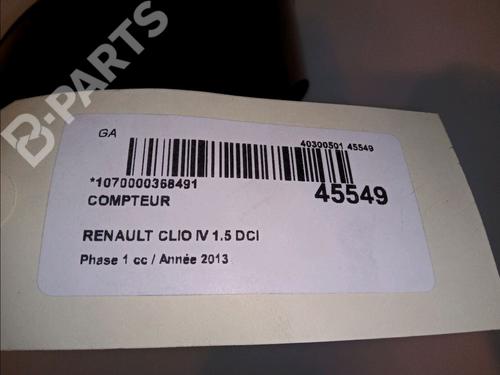 B-PARTS
GA
40300501 45549
*1070000368491
45549
COMPTEUR
RENAULT CLIO IV 1.5 DCI
Phase 1 cc / Année 2013